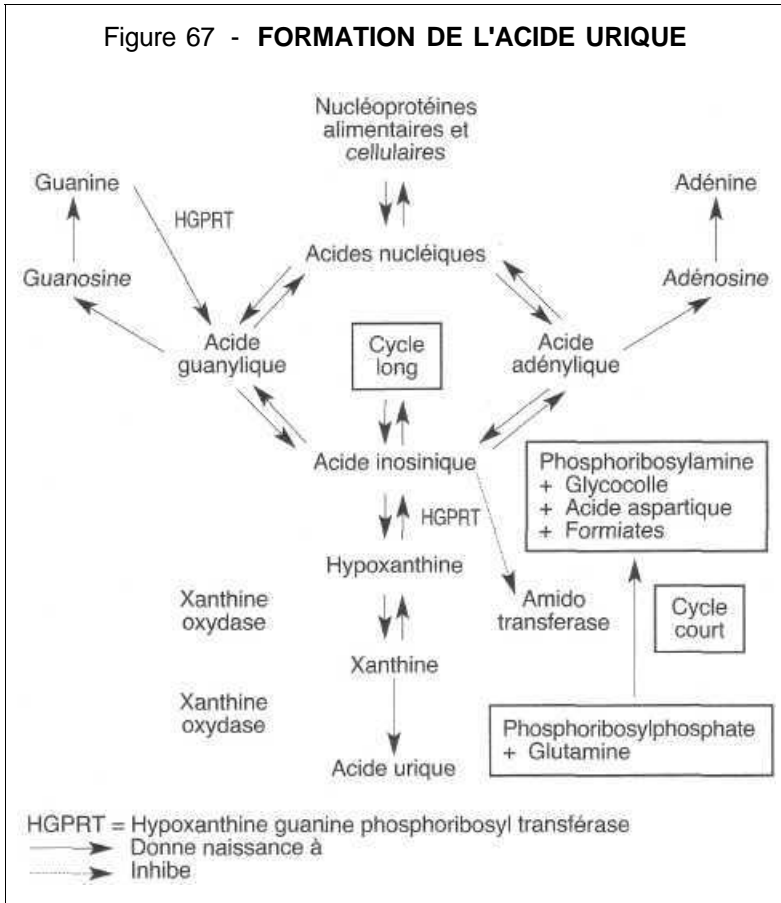 Figure 67 - FORMATION DE L'ACIDE URIQUE
Nucléoprotéines
alimentaires et
cellulaires
Guanine
Adénine
HGPRT
Acides nucléiques
Guanosine
Adénosine
Acide
guanylique
Cycle
long
Acide
adénylique
Acide inosinique
Phosphoribosylamine
+ Glycocolle
+ Acide aspartique
+ Formiates
HGPRT
Hypoxanthine
Xanthine
oxydase
Amido
transferase
Cycle
court
Xanthine
Xanthine
oxydase
Phosphoribosylphosphate
+ Glutamine
Acide urique
HGPRT = Hypoxanthine guanine phosphoribosyl transférase
Donne naissance à
Inhibe